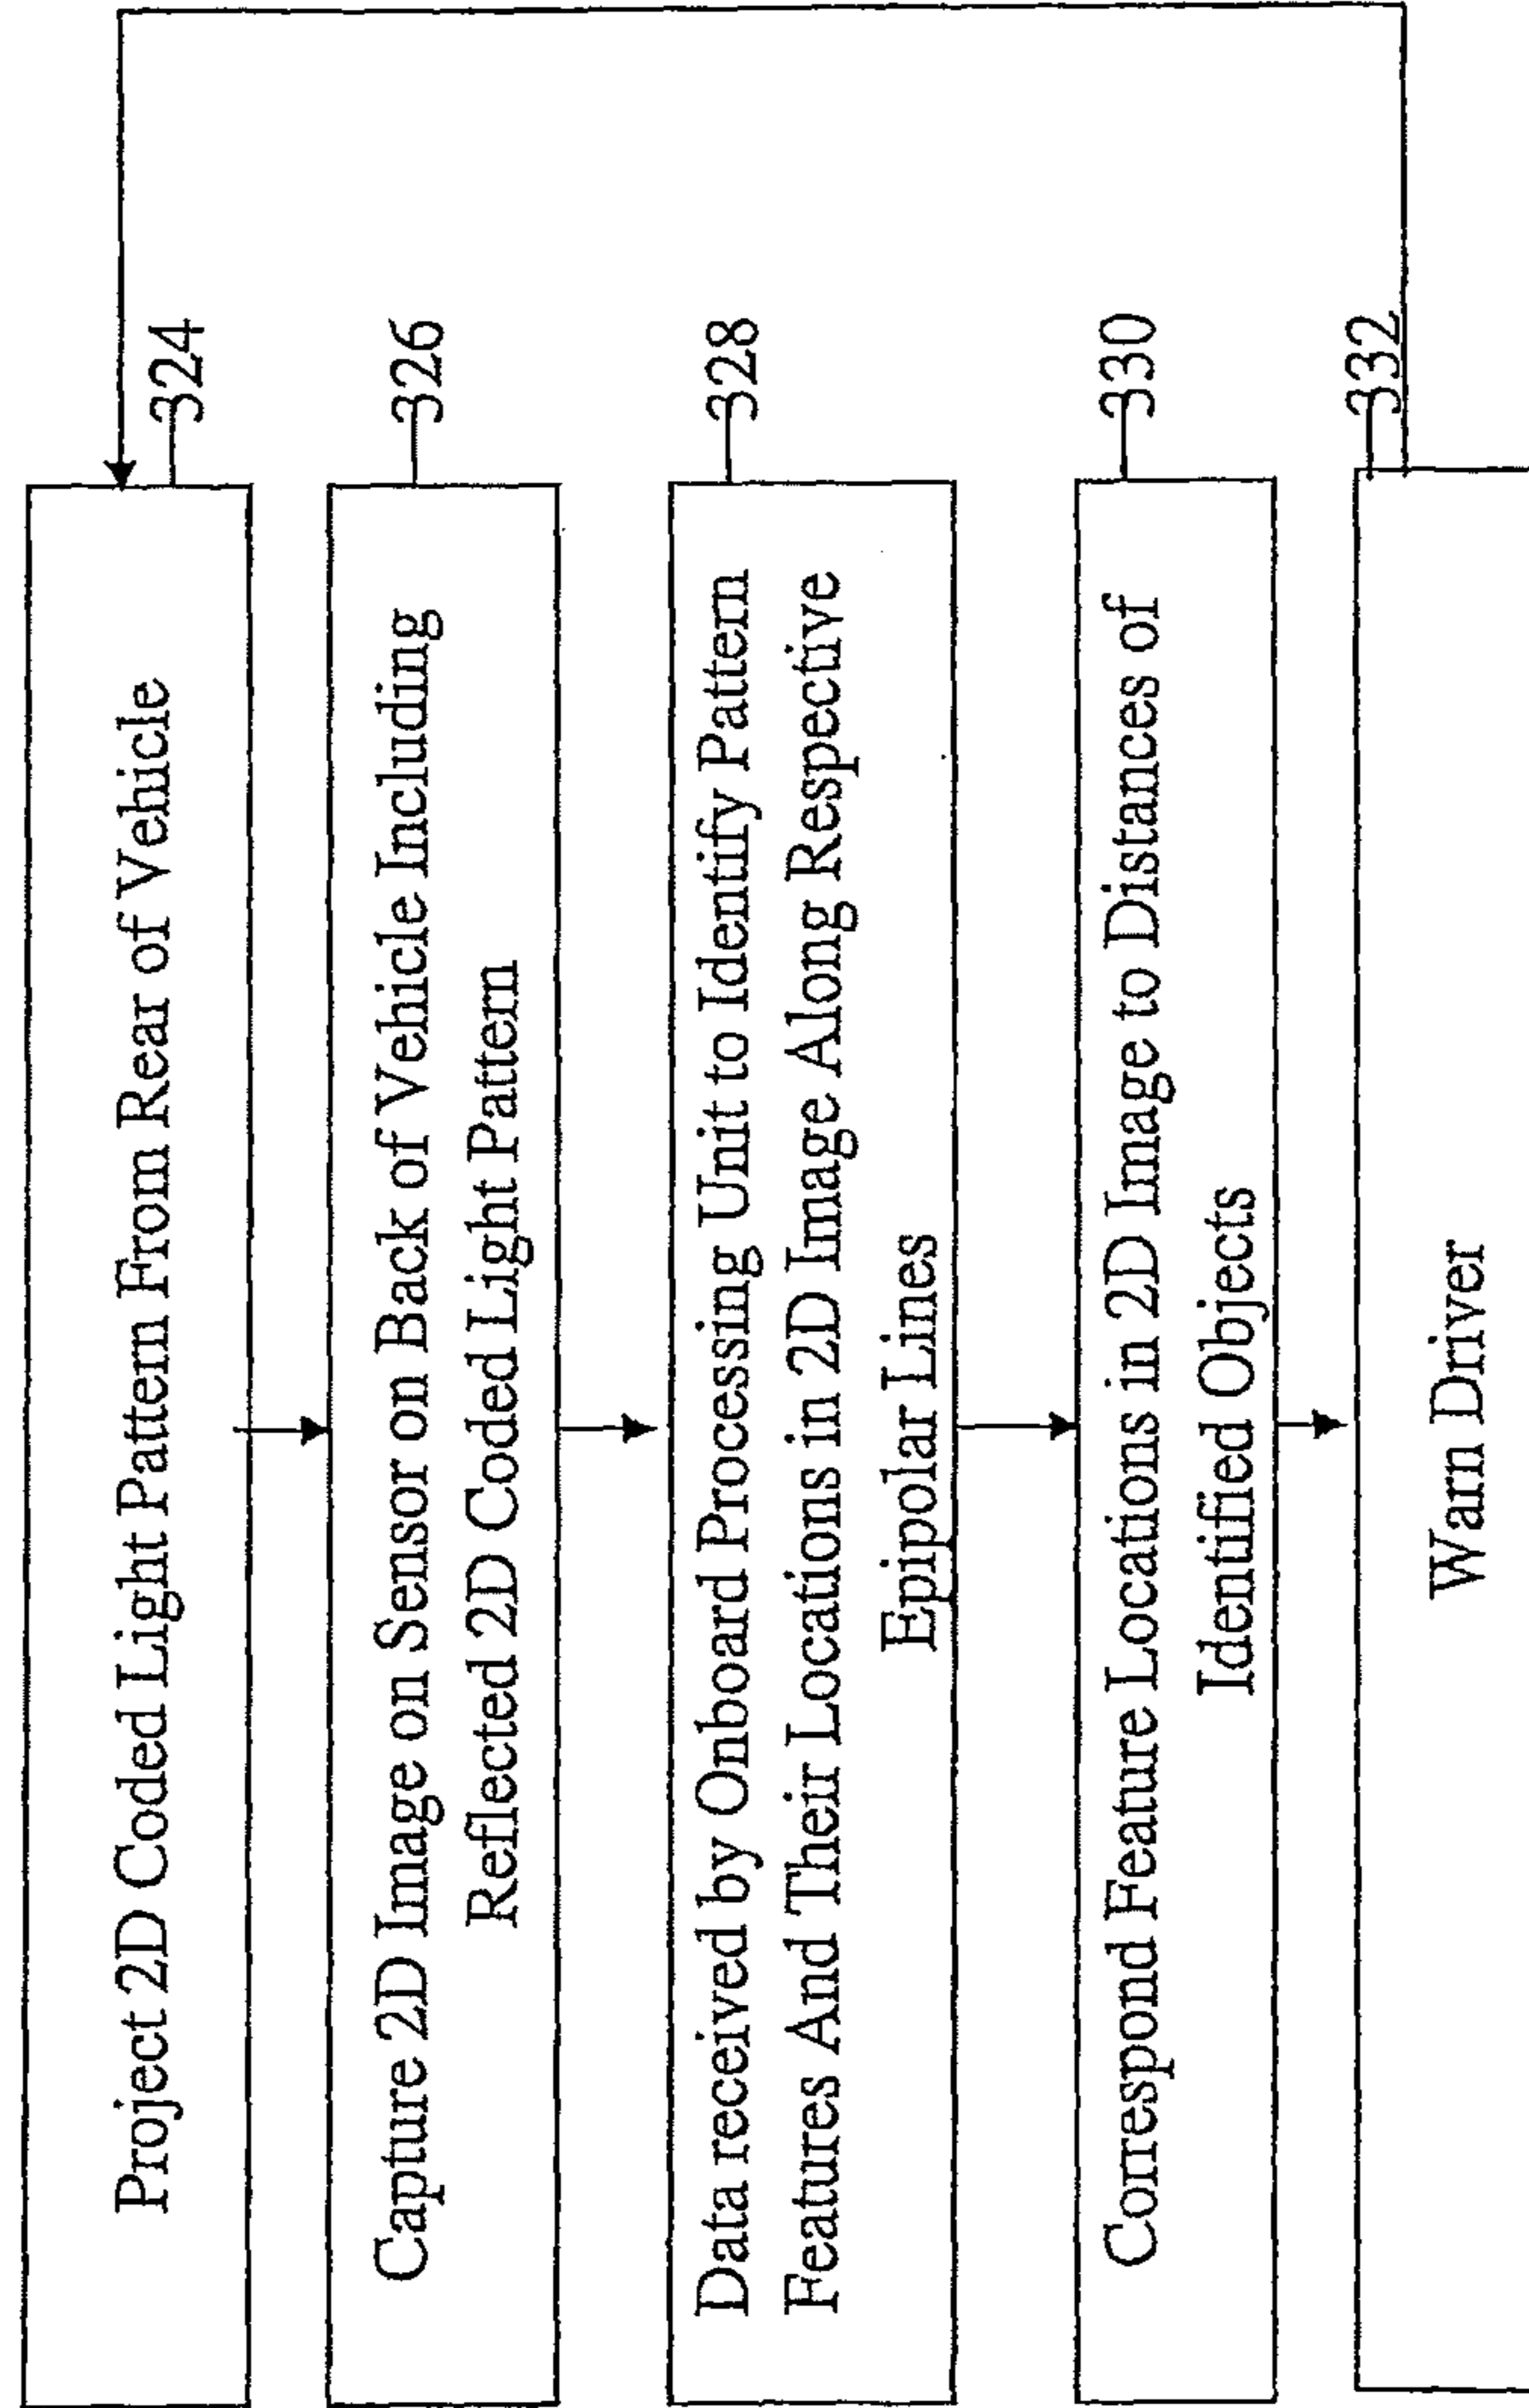 Project 2D Coded Light Pattern From Rear of Vehicle
324
Capture 2D Image on Sensor on Back of Vehicle Including
Reflected 2D Coded Light Pattern
326
Data received by Onboard Processing Unit to Identify Pattern
Features And Their Locations in 2D Image Along Respective
Epipolar Lines
328
Correspond Feature Locations in 2D Image to Distances of
Identified Objects
330
Warn Driver
332